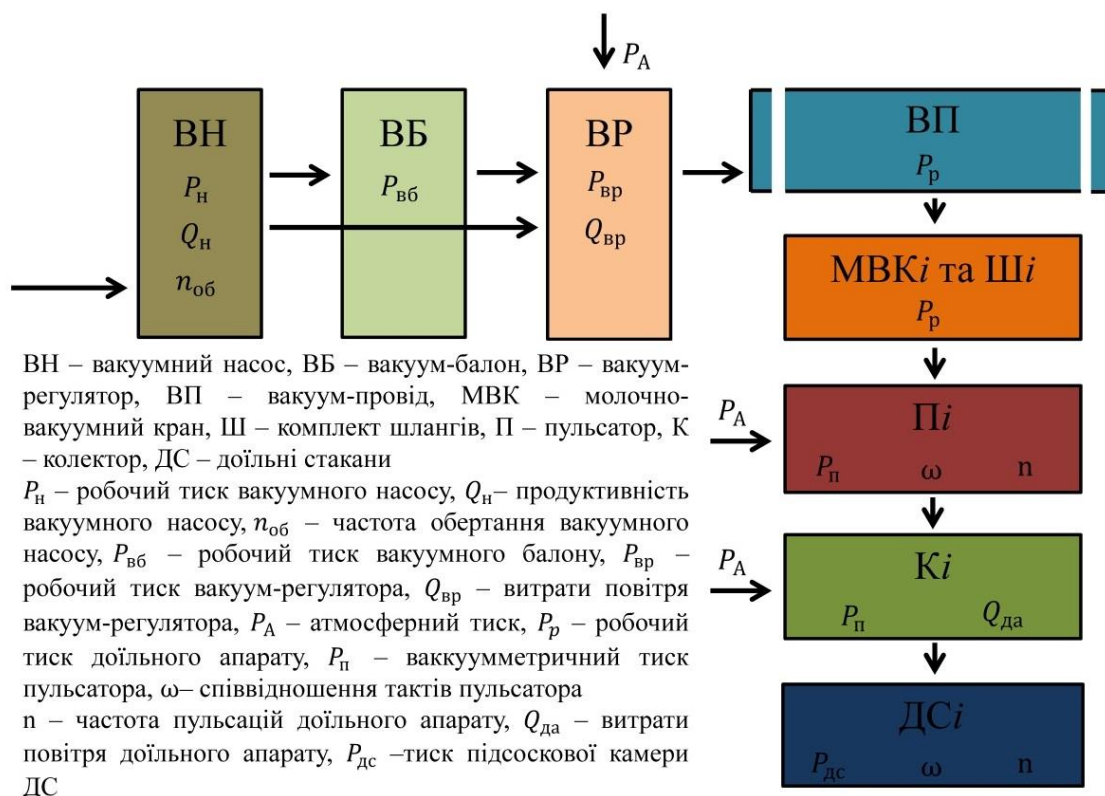 P_А
ВН
P_н
Q_н
n_об
ВБ
P_вб
ВР
P_вр
Q_вр
ВП
P_р
МВКi та Шi
P_р
P_А
Пi
P_п ω n
P_А
Кi
P_п Q_да
ДСi
P_дс ω n
ВН – вакуумний насос, ВБ – вакуум-балон, ВР – вакуум-
регулятор, ВП – вакуум-провід, МВК – молочно-
вакуумний кран, Ш – комплект шлангів, П – пульсатор, К
– колектор, ДС – доїльні стакани
P_н – робочий тиск вакуумного насосу, Q_н– продуктивність
вакуумного насосу, n_об – частота обертання вакуумного
насосу, P_вб – робочий тиск вакуумного балону, P_вр –
робочий тиск вакуум-регулятора, Q_вр – витрати повітря
вакуум-регулятора, P_А – атмосферний тиск, P_р – робочий
тиск доїльного апарату, P_п – ваккуумметричний тиск
пульсатора, ω– співвідношення тактів пульсатора
n – частота пульсацій доїльного апарату, Q_да – витрати
повітря доїльного апарату, P_дс –тиск підсоскової камери
ДС